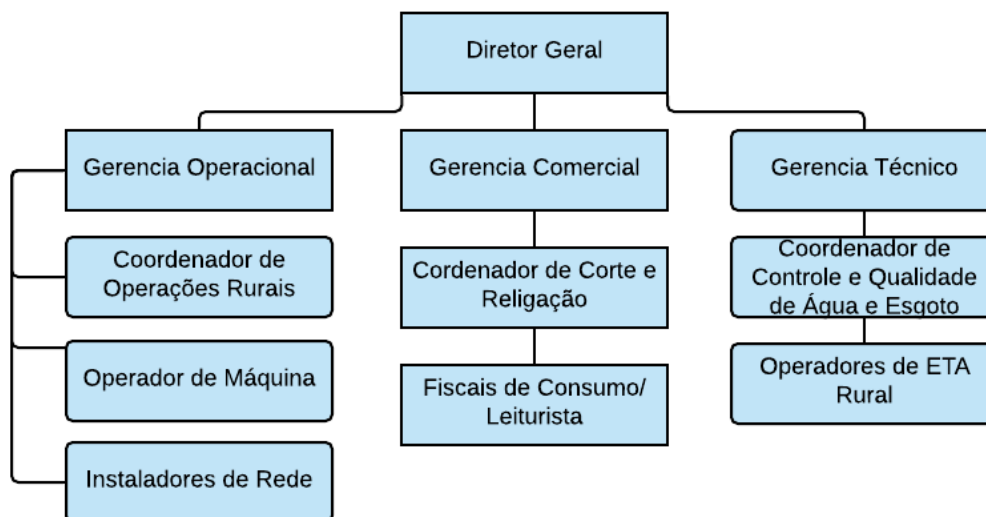 Diretor Geral
Gerencia Operacional
Gerencia Comercial
Gerencia Técnico
Coordenador de
Operações Rurais
Cordenador de Corte e
Religação
Coordenador de
Controle e Qualidade
de Água e Esgoto
Operador de Máquina
Fiscais de Consumo/
Leiturista
Operadores de ETA
Rural
Instaladores de Rede